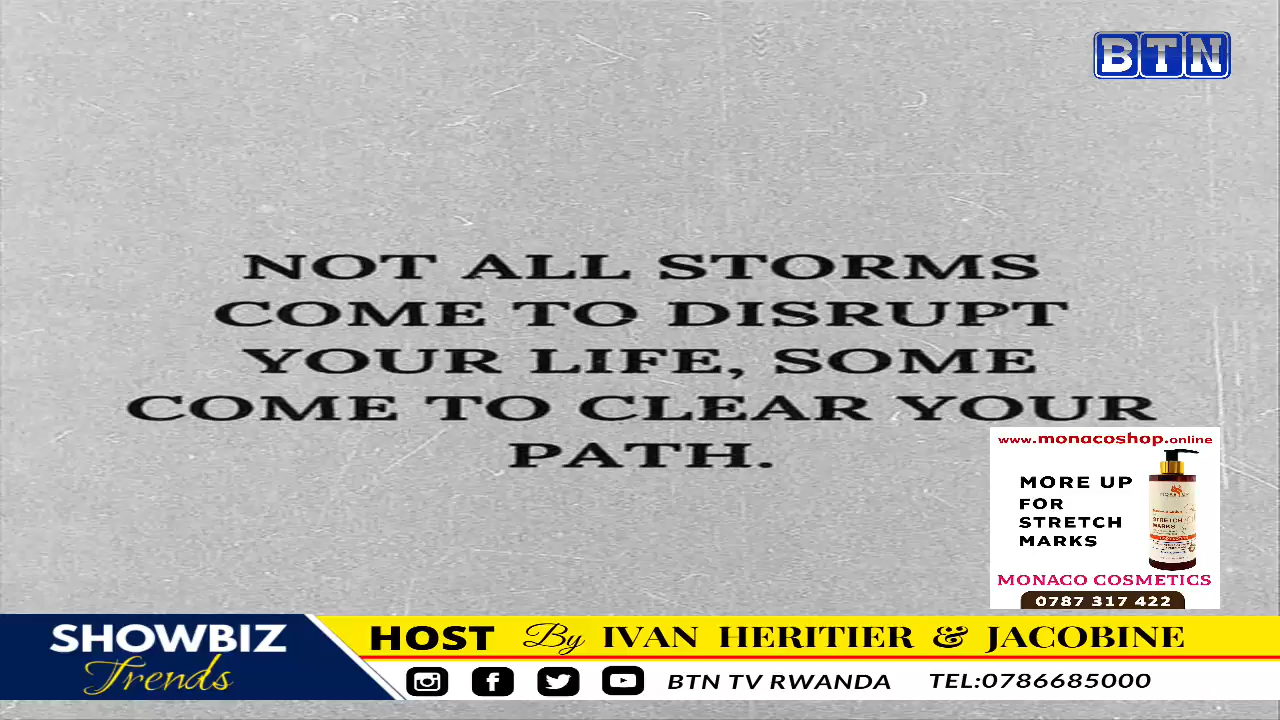 BTN
NOT ALL STORMS
COME TO DISRUPT
YOUR LIFE, SOME
COME TO CLEAR YOUR
PATH.
www.monacoshop.online
MORE UP
FOR
STRETCH
MARKS
STRETCH
MARKS
MONACO COSMETICS
0787 317 422
SHOWBIZ
Trends
HOST By IVAN HERITIER & JACOBINE
BTN TV RWANDA TEL:0786685000